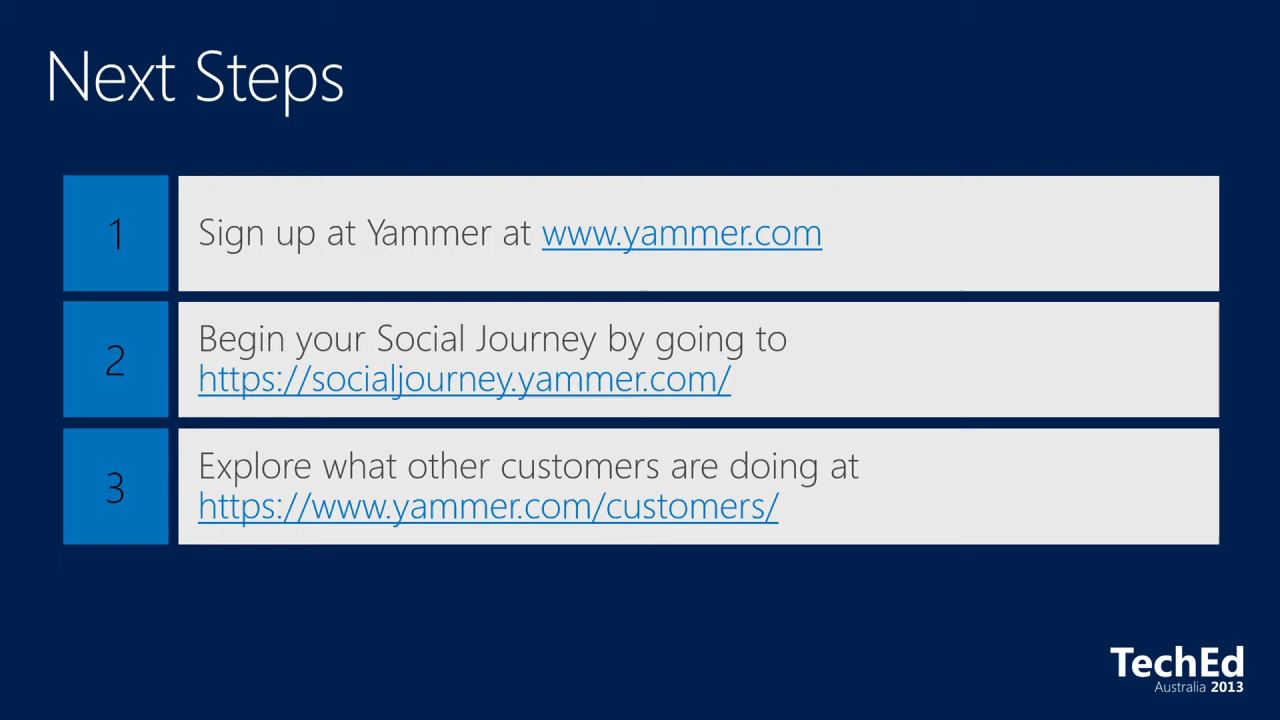 Next Steps
1
Sign up at Yammer at www.yammer.com
2
Begin your Social Journey by going to
https://socialjourney.yammer.com/
3
Explore what other customers are doing at
https://www.yammer.com/customers/
TechEd
Australia 2013